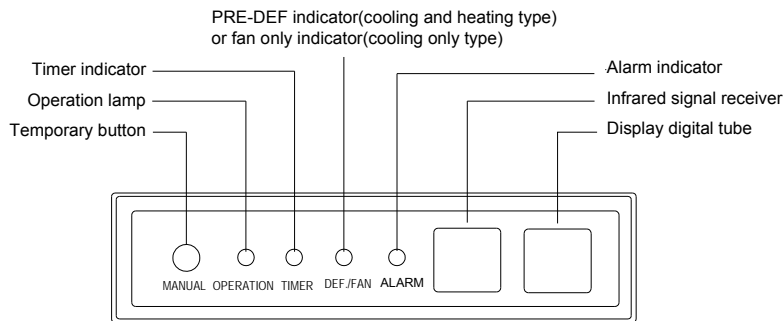 PRE-DEF indicator(cooling and heating type)
or fan only indicator(cooling only type)
Timer indicator
Operation lamp
Temporary button
Alarm indicator
Infrared signal receiver
Display digital tube
MANUAL OPERATION TIMER DEF./FAN ALARM